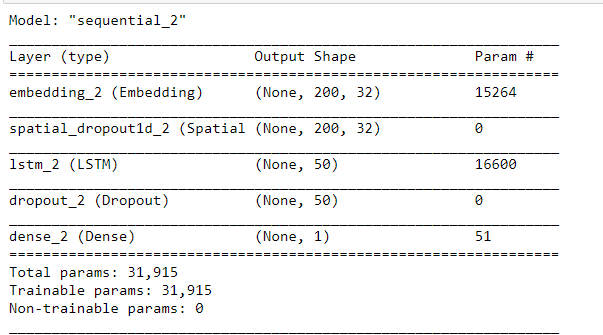 Model: "sequential_2"
_________________________________________________________________
Layer (type)                 Output Shape              Param #
=================================================================
embedding_2 (Embedding)      (None, 200, 32)           15264
_________________________________________________________________
spatial_dropout1d_2 (Spatial (None, 200, 32)           0
_________________________________________________________________
lstm_2 (LSTM)                (None, 50)                16600
_________________________________________________________________
dropout_2 (Dropout)          (None, 50)                0
_________________________________________________________________
dense_2 (Dense)              (None, 1)                 51
=================================================================
Total params: 31,915
Trainable params: 31,915
Non-trainable params: 0
_________________________________________________________________